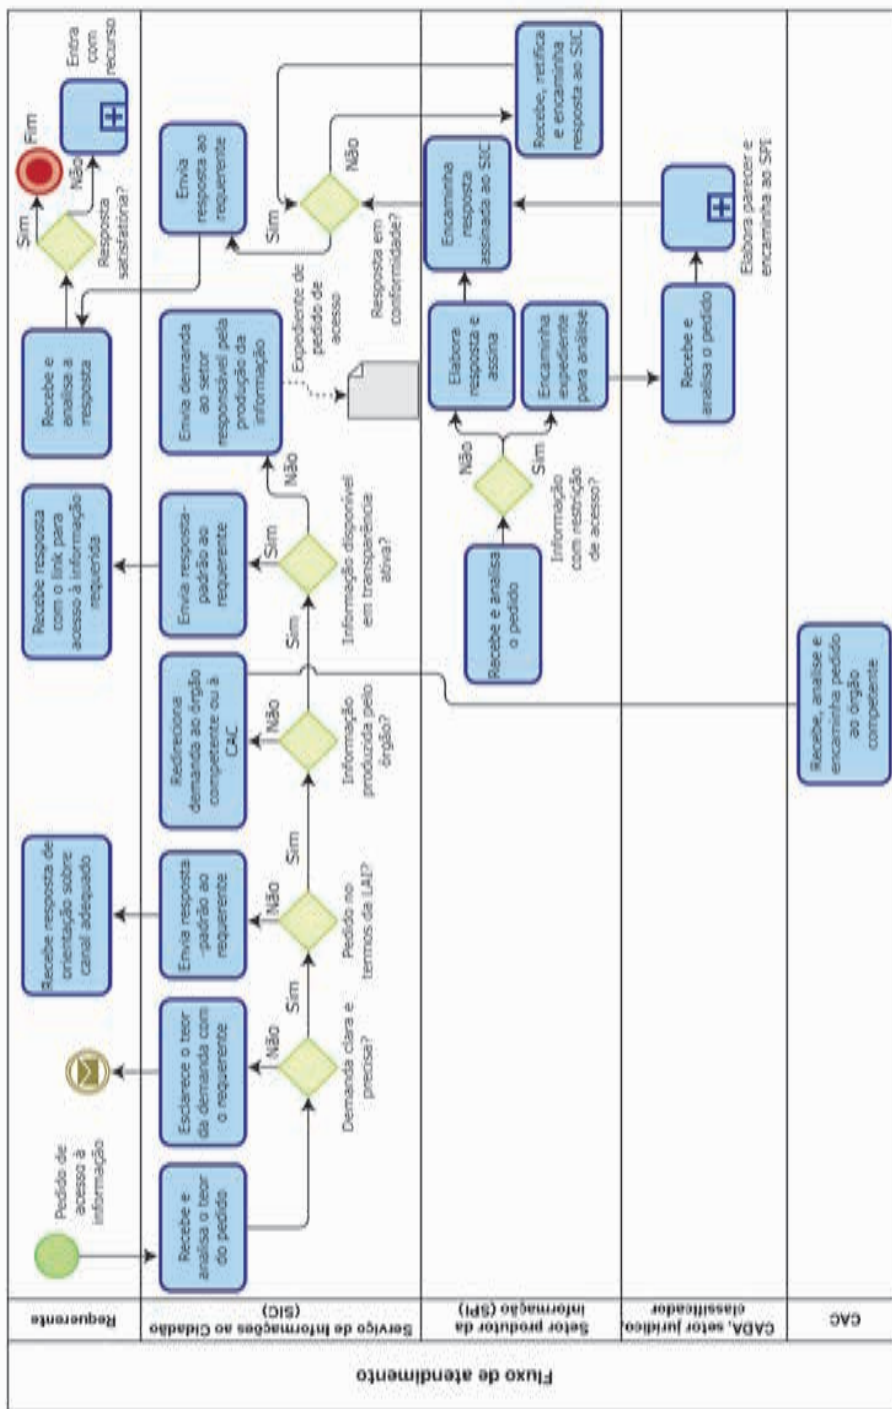 Fluxo de atendimento
Requerente
Pedido de
acesso à
informação
Recebe resposta de
orientação sobre
canal adequado
Recebe resposta
com o link para
acesso à informação
requerida
Recebe e
analisa a
resposta
Resposta
satisfatória?
Sim
Não
Fim
Entra
com
recurso
Serviço de Informações ao Cidadão
(SIC)
Recebe e
analisa o teor
do pedido
Esclarece o teor
da demanda com
o requerente
Não
Sim
Demanda clara e
precisa?
Envia resposta
-padrão ao
requerente
Não
Sim
Pedido no
termos da LAI?
Redireciona
demanda ao órgão
competente ou à
CAC
Não
Sim
Informação
produzida pelo
órgão?
Envia resposta-
padrão ao
requerente
Sim
Não
Informação disponível
em transparência
ativa?
Envia demanda
ao setor
responsável pela
produção da
informação
Expediente de
pedido de
acesso
Envia
resposta ao
requerente
Sim
Não
Resposta em
conformidade?
Setor produtor da
informação (SPI)
Recebe e analisa
o pedido
Informação
com restrição
de acesso?
Não
Sim
Elabora
resposta e
assina
Encaminha
expediente
para análise
Encaminha
resposta
assinada ao SIC
Recebe, retifica
e encaminha
resposta ao SIC
CADA, setor jurídico,
classificador
Recebe e
analisa o pedido
Elabora parecer e
encaminha ao SPI
CAC
Recebe, analise e
encaminha pedido
ao órgão
competente